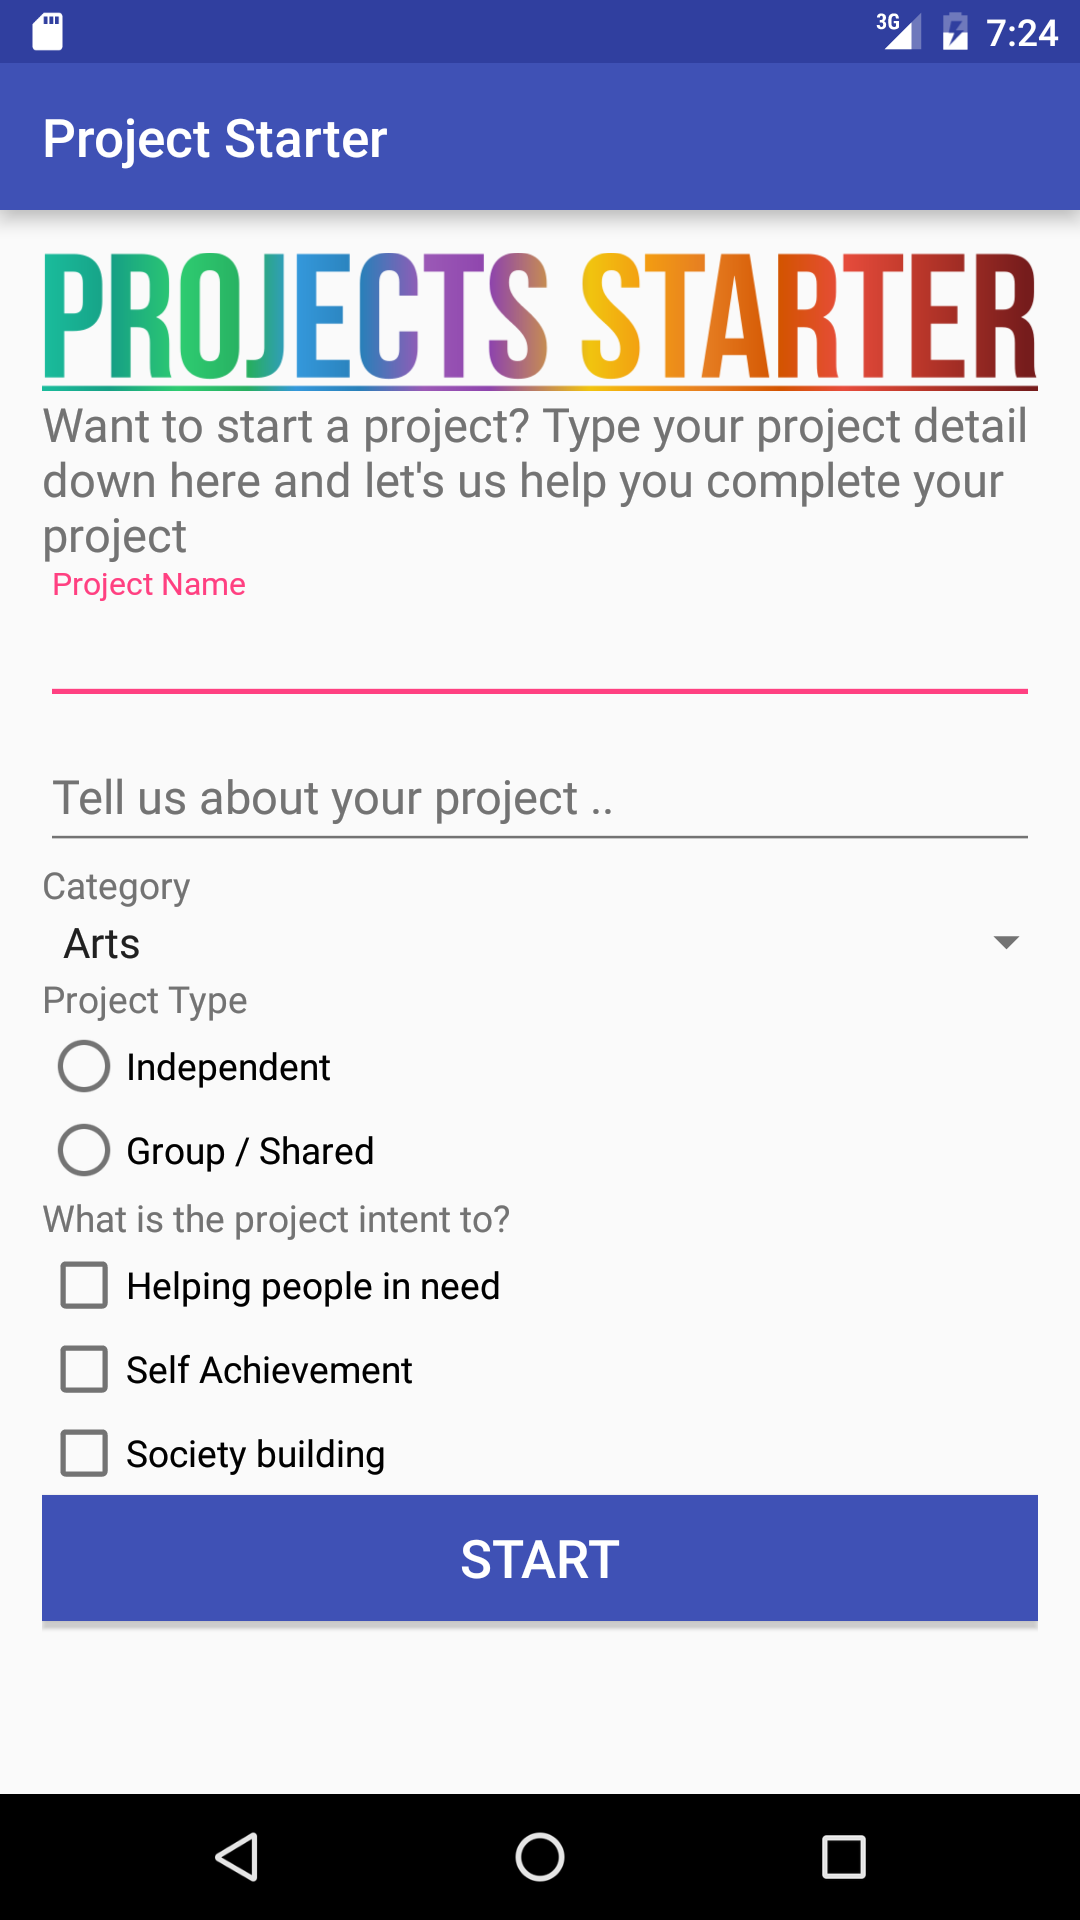 3G 7:24
Project Starter
PROJECTS STARTER
Want to start a project? Type your project detail
down here and let's us help you complete your
project
Project Name
Tell us about your project ..
Category
Arts
Project Type
Independent
Group / Shared
What is the project intent to?
Helping people in need
Self Achievement
Society building
START